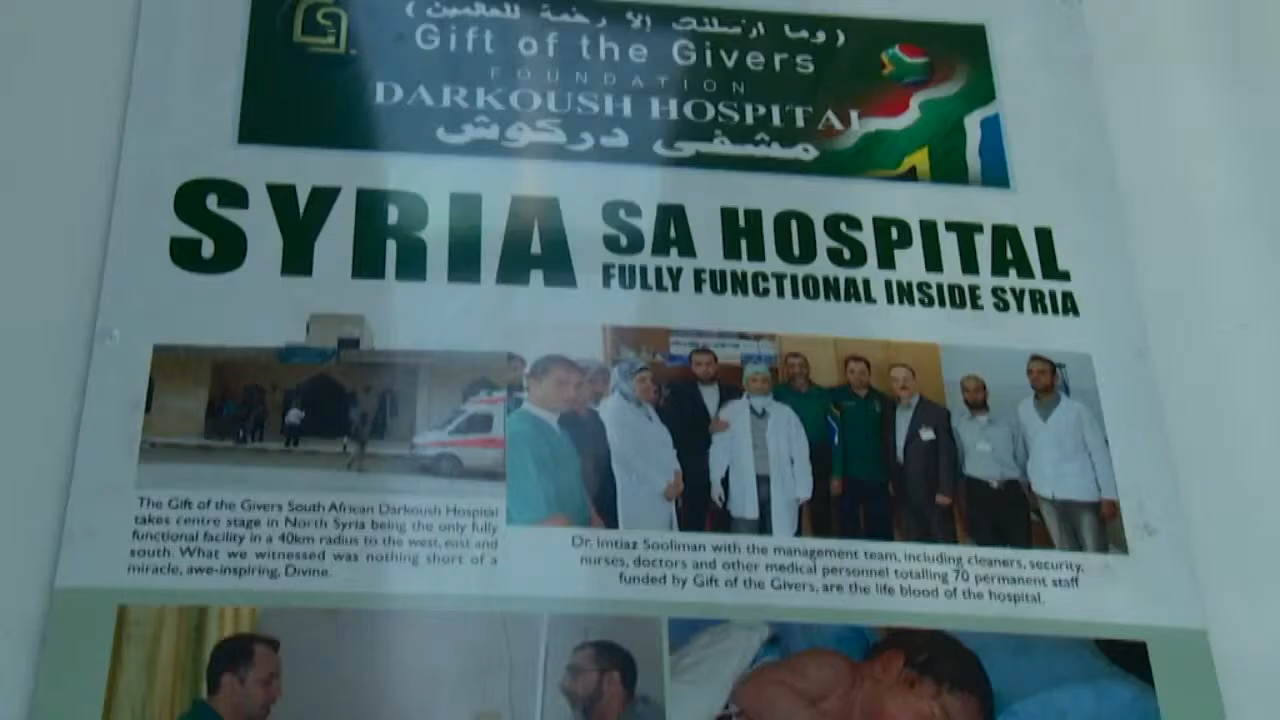 (وما ارسلنك إلا رحمة للعالمين)
Gift of the Givers
FOUNDATION
DARKOUSH HOSPITAL
مشفى دركوش
SYRIA SA HOSPITAL
FULLY FUNCTIONAL INSIDE SYRIA
The Gift of the Givers South African Darkoush Hospital
takes centre stage in North Syria being the only fully
functional facility in a 40km radius to the west, east and
south. What we witnessed was nothing short of a
miracle, awe-inspiring, Divine.
Dr. Imtiaz Sooliman with the management team, including cleaners, security,
nurses, doctors and other medical personnel totalling 70 permanent staff
funded by Gift of the Givers, are the life blood of the hospital.